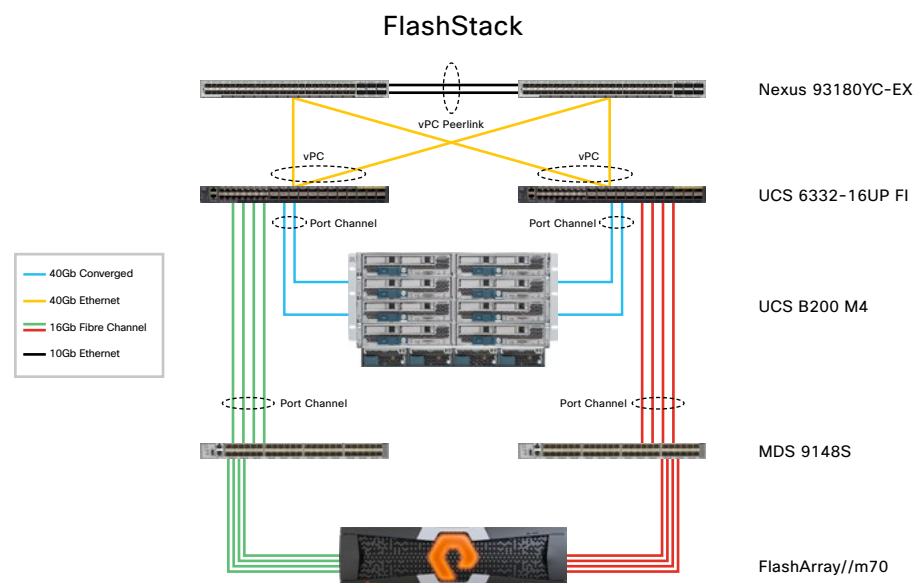 FlashStack
Nexus 93180YC-EX
vPC Peerlink
vPC
vPC
UCS 6332-16UP FI
Port Channel
Port Channel
40Gb Converged
40Gb Ethernet
16Gb Fibre Channel
10Gb Ethernet
UCS B200 M4
Port Channel
Port Channel
MDS 9148S
FlashArray//m70